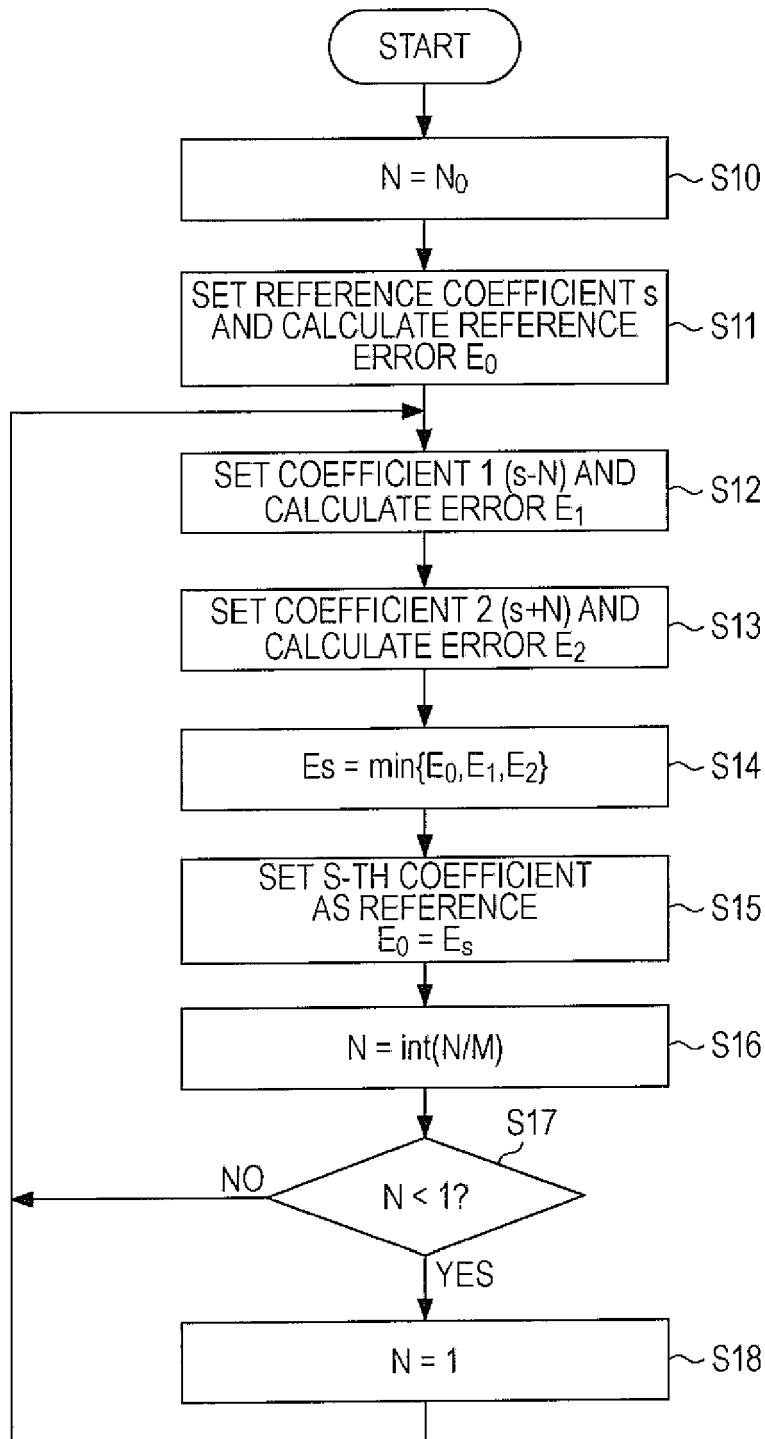 START
N = N₀
S10
SET REFERENCE COEFFICIENT s
AND CALCULATE REFERENCE
ERROR E₀
S11
SET COEFFICIENT 1 (s-N) AND
CALCULATE ERROR E₁
S12
SET COEFFICIENT 2 (s+N) AND
CALCULATE ERROR E₂
S13
Es = min{E₀,E₁,E₂}
S14
SET S-TH COEFFICIENT
AS REFERENCE
E₀ = Eₛ
S15
N = int(N/M)
S16
S17
NO
N < 1?
YES
N = 1
S18